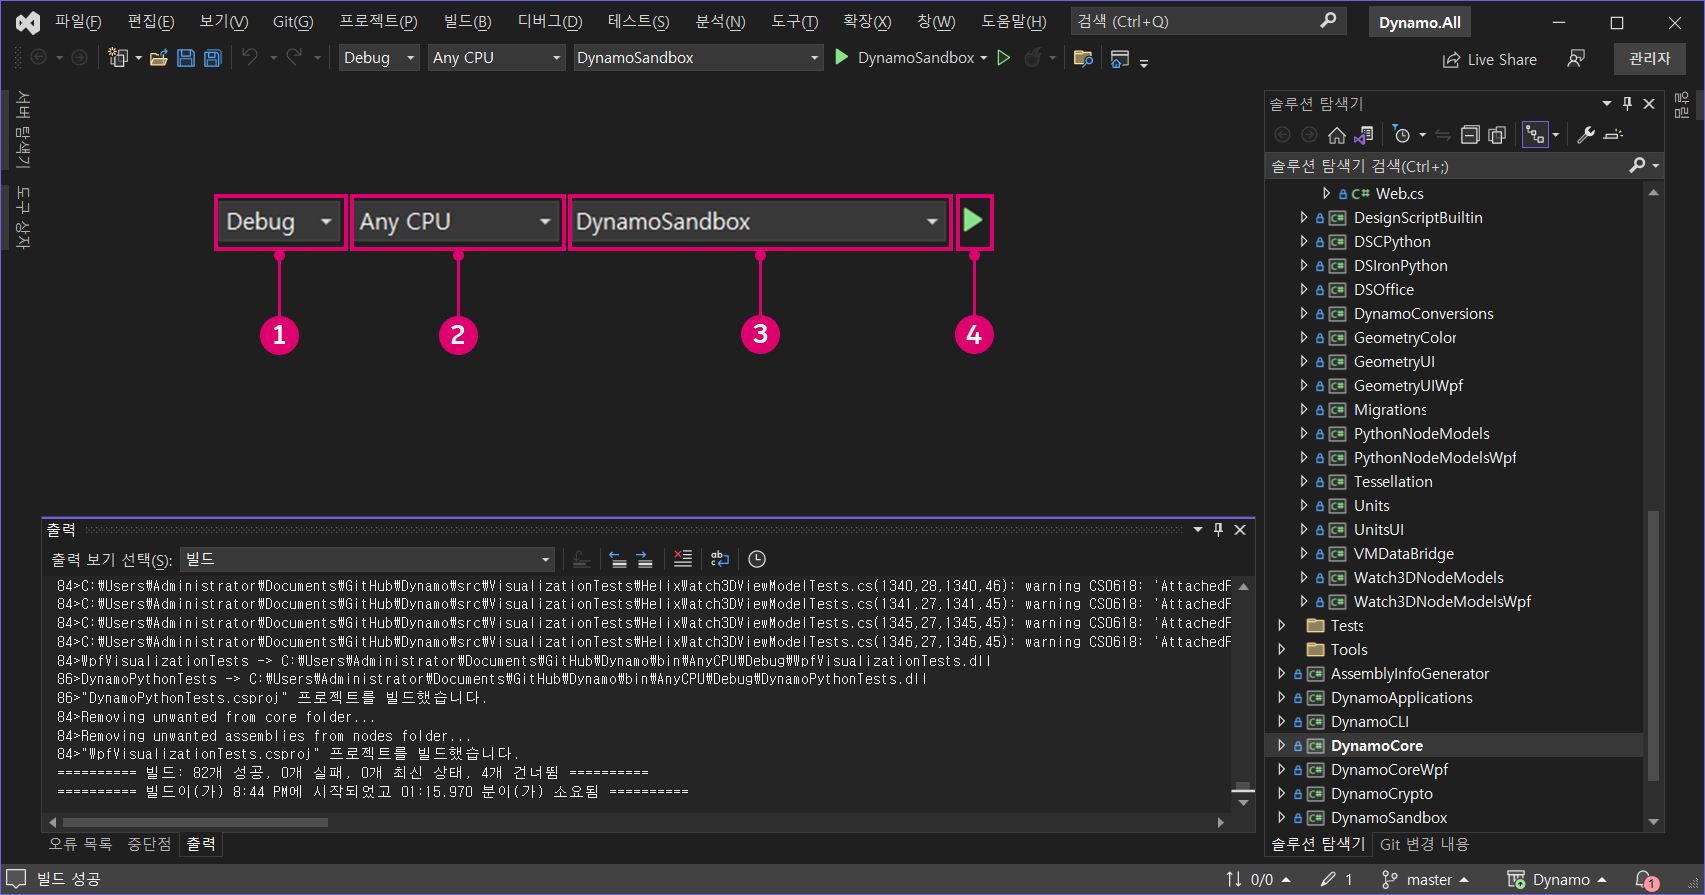 파일(F) 편집(E) 보기(V) Git(G) 프로젝트(P) 빌드(B) 디버그(D) 테스트(S) 분석(N) 도구(T) 확장(X) 창(W) 도움말(H) 검색 (Ctrl+Q) Dynamo.All
Debug Any CPU DynamoSandbox DynamoSandbox Live Share 관리자
서버 탐색기
도구 상자
Debug Any CPU DynamoSandbox
1 2 3 4
출력
출력 보기 선택(S): 빌드
84>C:₩Users₩Administrator₩Documents₩GitHub₩Dynamo₩src₩VisualizationTests₩HelixWatch3DViewModelTests.cs(1340,28,1340,46): warning CS0618: 'AttachedF
84>C:₩Users₩Administrator₩Documents₩GitHub₩Dynamo₩src₩VisualizationTests₩HelixWatch3DViewModelTests.cs(1341,27,1341,45): warning CS0618: 'AttachedF
84>C:₩Users₩Administrator₩Documents₩GitHub₩Dynamo₩src₩VisualizationTests₩HelixWatch3DViewModelTests.cs(1345,27,1345,45): warning CS0618: 'AttachedF
84>C:₩Users₩Administrator₩Documents₩GitHub₩Dynamo₩src₩VisualizationTests₩HelixWatch3DViewModelTests.cs(1346,27,1346,45): warning CS0618: 'AttachedF
84>WpfVisualizationTests -> C:₩Users₩Administrator₩Documents₩GitHub₩Dynamo₩bin₩AnyCPU₩Debug₩WpfVisualizationTests.dll
86>DynamoPythonTests -> C:₩Users₩Administrator₩Documents₩GitHub₩Dynamo₩bin₩AnyCPU₩Debug₩DynamoPythonTests.dll
86>"DynamoPythonTests.csproj" 프로젝트를 빌드했습니다.
84>Removing unwanted from core folder...
84>Removing unwanted assemblies from nodes folder...
84>"WpfVisualizationTests.csproj" 프로젝트를 빌드했습니다.
========== 빌드: 82개 성공, 0개 실패, 0개 최신 상태, 4개 건너뜀 ==========
========== 빌드이(가) 8:44 PM에 시작되었고 01:15.970 분이(가) 소요됨 ==========
오류 목록 중단점 출력
솔루션 탐색기
솔루션 탐색기 검색(Ctrl+;)
C# Web.cs
C# DesignScriptBuiltin
C# DSCPython
C# DSIronPython
C# DSOffice
C# DynamoConversions
C# GeometryColor
C# GeometryUI
C# GeometryUIWpf
C# Migrations
C# PythonNodeModels
C# PythonNodeModelsWpf
C# Tessellation
C# Units
C# UnitsUI
C# VMDataBridge
C# Watch3DNodeModels
C# Watch3DNodeModelsWpf
Tests
Tools
C# AssemblyInfoGenerator
C# DynamoApplications
C# DynamoCLI
C# DynamoCore
C# DynamoCoreWpf
C# DynamoCrypto
C# DynamoSandbox
솔루션 탐색기 Git 변경 내용
알림
빌드 성공 0/0 1 master Dynamo 1